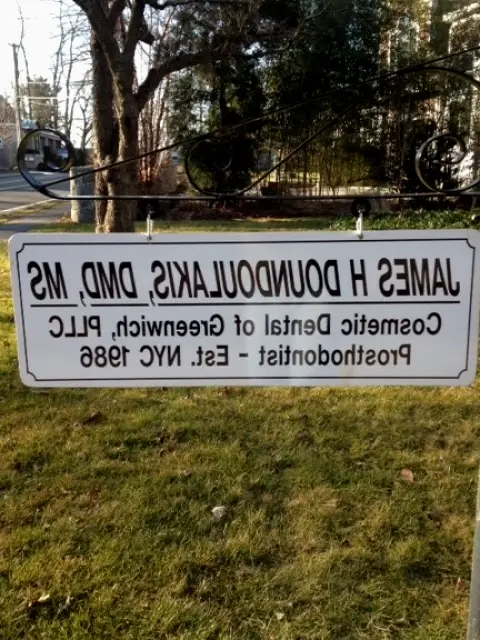 JAMES H DOUNDOULAKIS, DMD, MS
Cosmetic Dental of Greenwich, PLLC
Prosthodontist - Est. NYC 1986